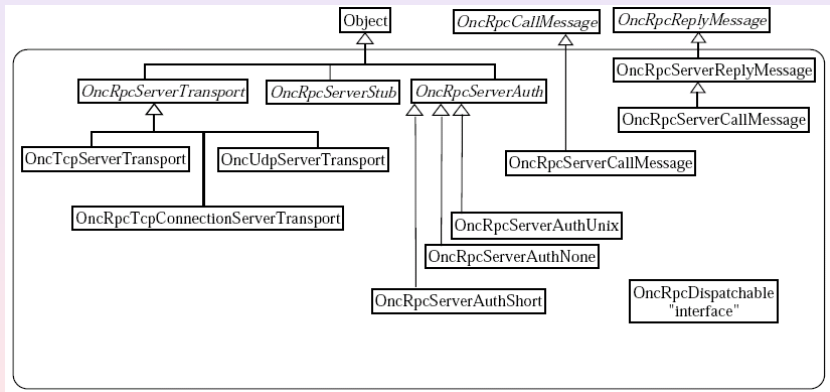 Object
OncRpcCallMessage
OncRpcReplyMessage
OncRpcServerReplyMessage
OncRpcServerTransport
OncRpcServerStub
OncRpcServerAuth
OncRpcServerCallMessage
OncTcpServerTransport
OncUdpServerTransport
OncRpcServerCallMessage
OncRpcTcpConnectionServerTransport
OncRpcServerAuthUnix
OncRpcServerAuthNone
OncRpcServerAuthShort
OncRpcDispatchable
"interface"